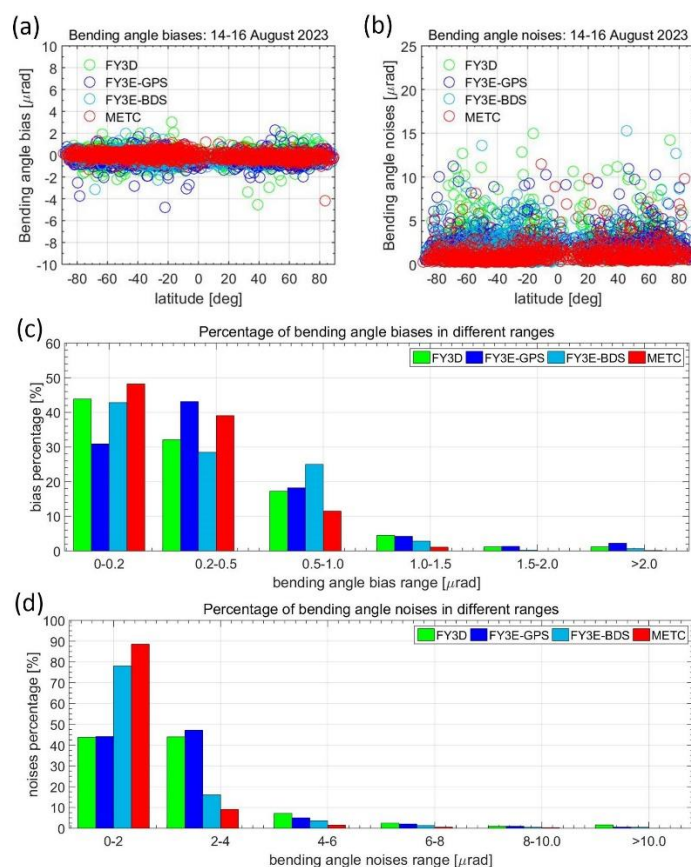 (a)
Bending angle biases: 14-16 August 2023
10
8
6
4
2
0
-2
-4
-6
-8
-10
Bending angle bias [μrad]
FY3D
FY3E-GPS
FY3E-BDS
METC
-80 -60 -40 -20 0 20 40 60 80
latitude [deg]
(b)
Bending angle noises: 14-16 August 2023
25
20
15
10
5
0
Bending angle noises [μrad]
FY3D
FY3E-GPS
FY3E-BDS
METC
-80 -60 -40 -20 0 20 40 60 80
latitude [deg]
(c)
Percentage of bending angle biases in different ranges
60
50
40
30
20
10
0
bias percentage [%]
FY3D FY3E-GPS FY3E-BDS METC
0-0.2 0.2-0.5 0.5-1.0 1.0-1.5 1.5-2.0 >2.0
bending angle bias range [μrad]
(d)
Percentage of bending angle noises in different ranges
100
90
80
70
60
50
40
30
20
10
0
noises percentage [%]
FY3D FY3E-GPS FY3E-BDS METC
0-2 2-4 4-6 6-8 8-10.0 >10.0
bending angle noises range [μrad]